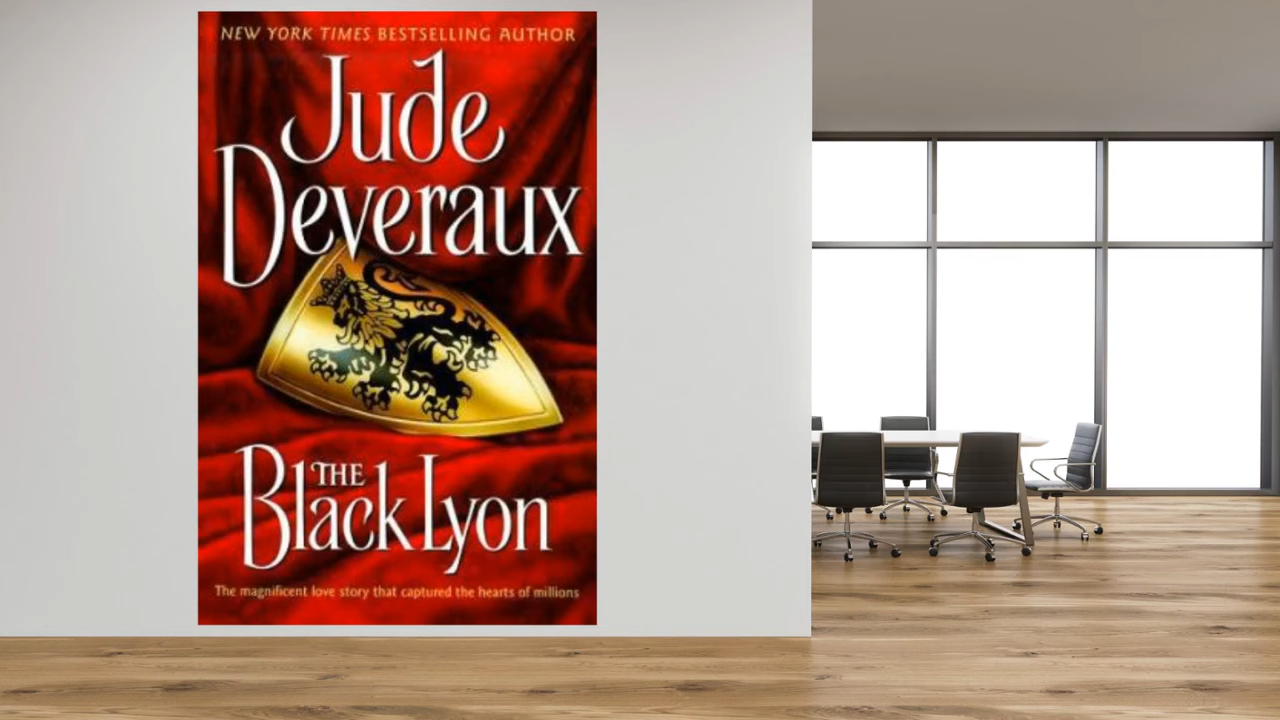 NEW YORK TIMES BESTSELLING AUTHOR
Jude
Deveraux
THE
Black Lyon
The magnificent love story that captured the hearts of millions